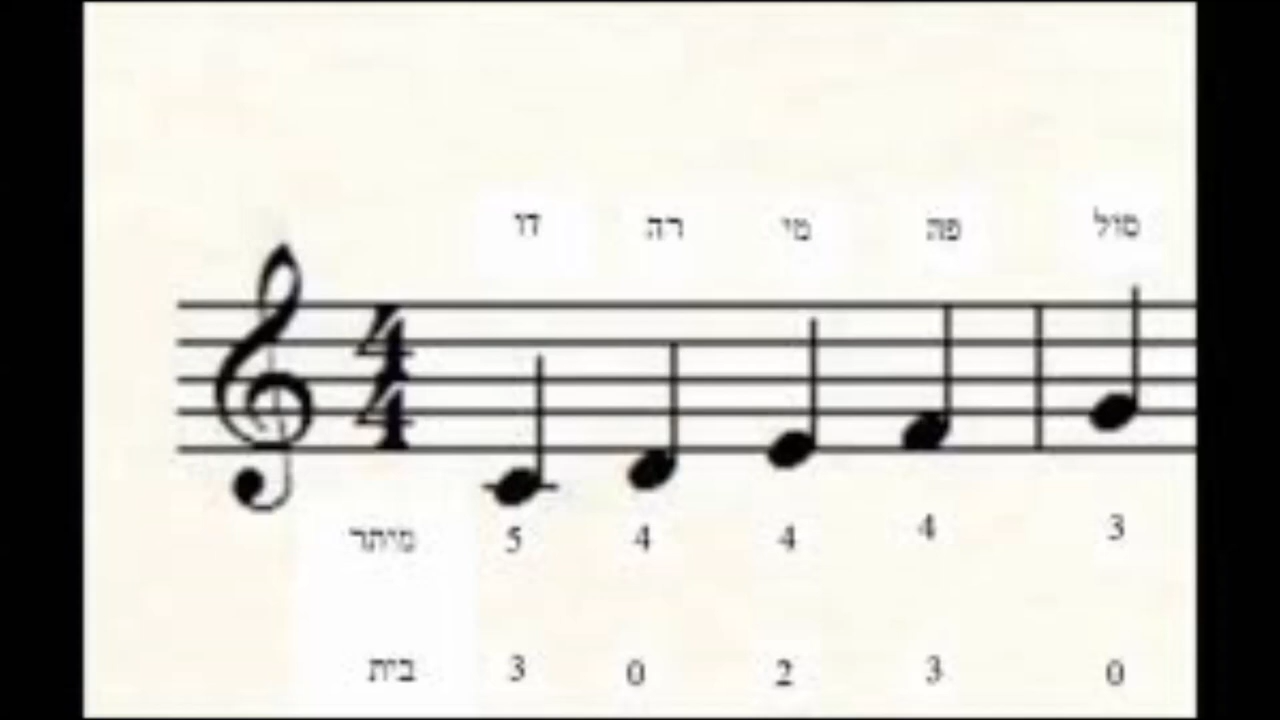 דו רה מי פה סול
4
4
מיתר 5 4 4 4 3
בית 3 0 2 3 0